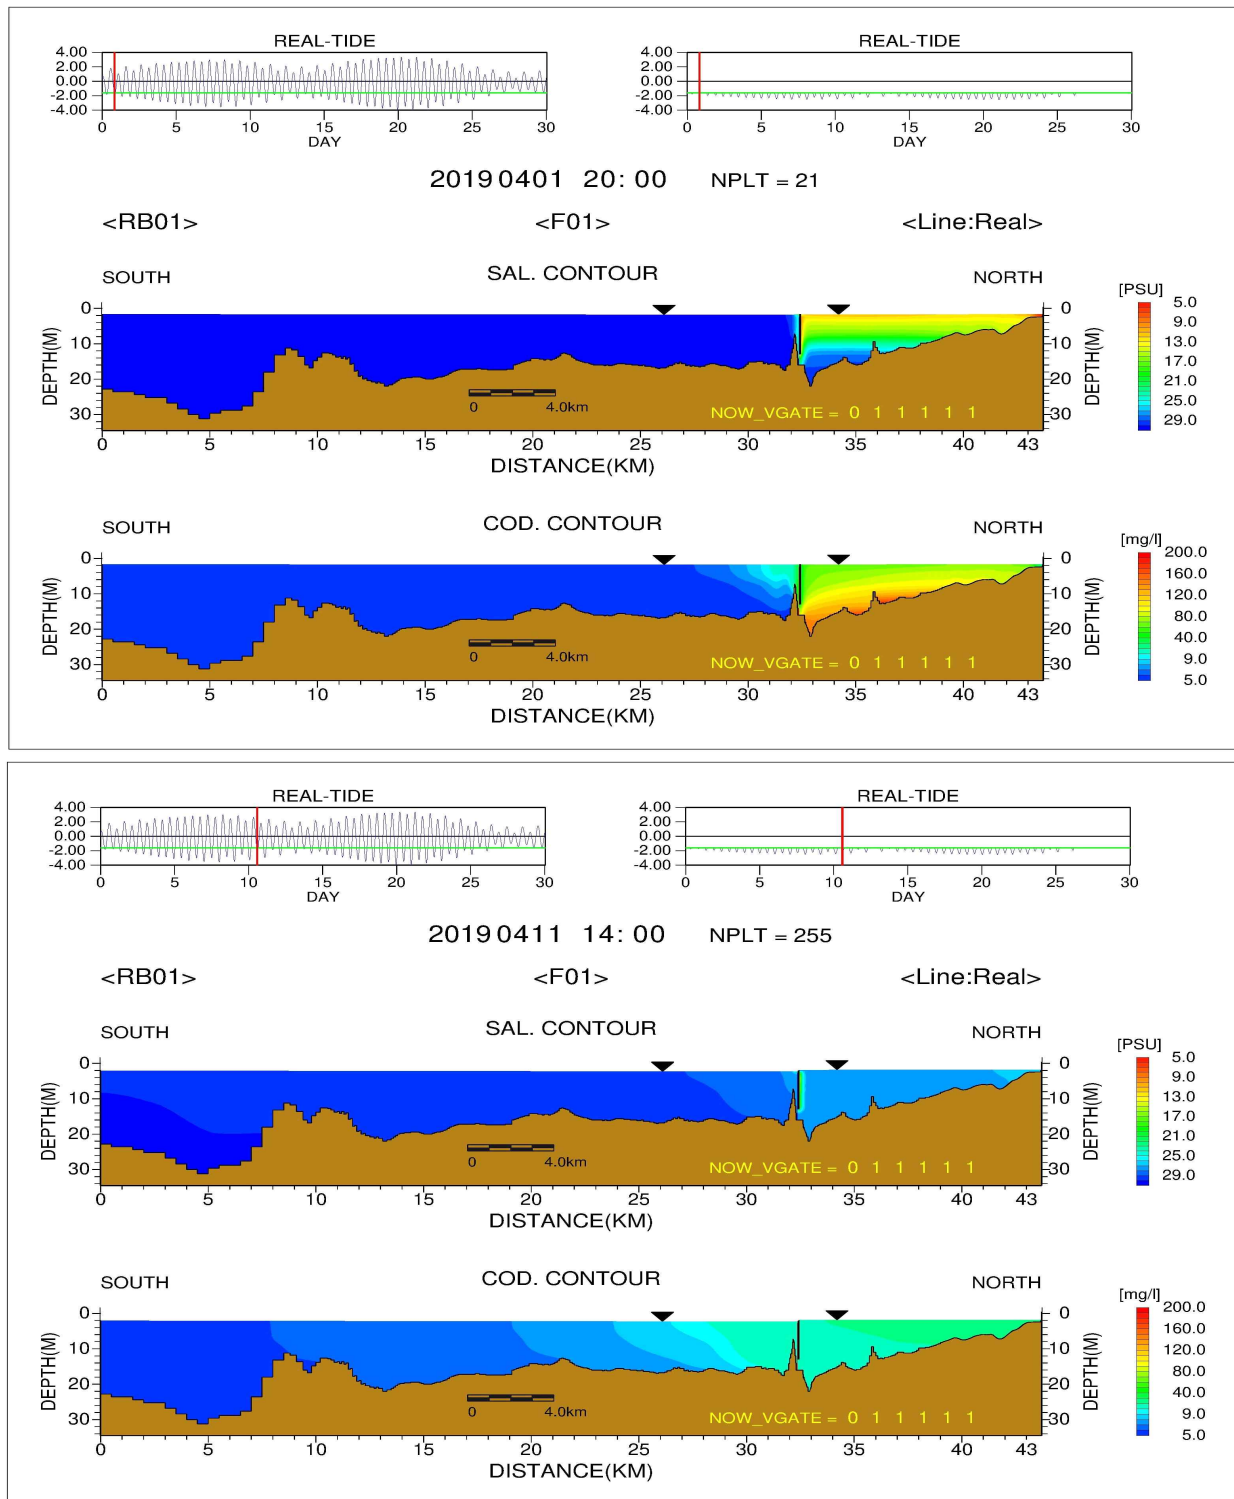 REAL-TIDE REAL-TIDE
4.00 4.00
2.00 2.00
0.00 0.00
-2.00 -2.00
-4.00 -4.00
0 5 10 15 20 25 30 0 5 10 15 20 25 30
DAY DAY
20190401 20:00 NPLT = 21
<RB01> <F01> <Line:Real>
SOUTH SAL. CONTOUR NORTH
DEPTH(M) 0 10 20 30
0 10 20 30 DEPTH(M)
[PSU]
5.0
9.0
13.0
17.0
21.0
25.0
29.0
0 4.0km
NOW_VGATE = 0 1 1 1 1 1
0 5 10 15 20 25 30 35 40 43
DISTANCE(KM)
SOUTH COD. CONTOUR NORTH
DEPTH(M) 0 10 20 30
0 10 20 30 DEPTH(M)
[mg/l]
200.0
160.0
120.0
80.0
40.0
9.0
5.0
0 4.0km
NOW_VGATE = 0 1 1 1 1 1
0 5 10 15 20 25 30 35 40 43
DISTANCE(KM)
REAL-TIDE REAL-TIDE
4.00 4.00
2.00 2.00
0.00 0.00
-2.00 -2.00
-4.00 -4.00
0 5 10 15 20 25 30 0 5 10 15 20 25 30
DAY DAY
20190411 14:00 NPLT = 255
<RB01> <F01> <Line:Real>
SOUTH SAL. CONTOUR NORTH
DEPTH(M) 0 10 20 30
0 10 20 30 DEPTH(M)
[PSU]
5.0
9.0
13.0
17.0
21.0
25.0
29.0
0 4.0km
NOW_VGATE = 0 1 1 1 1 1
0 5 10 15 20 25 30 35 40 43
DISTANCE(KM)
SOUTH COD. CONTOUR NORTH
DEPTH(M) 0 10 20 30
0 10 20 30 DEPTH(M)
[mg/l]
200.0
160.0
120.0
80.0
40.0
9.0
5.0
0 4.0km
NOW_VGATE = 0 1 1 1 1 1
0 5 10 15 20 25 30 35 40 43
DISTANCE(KM)